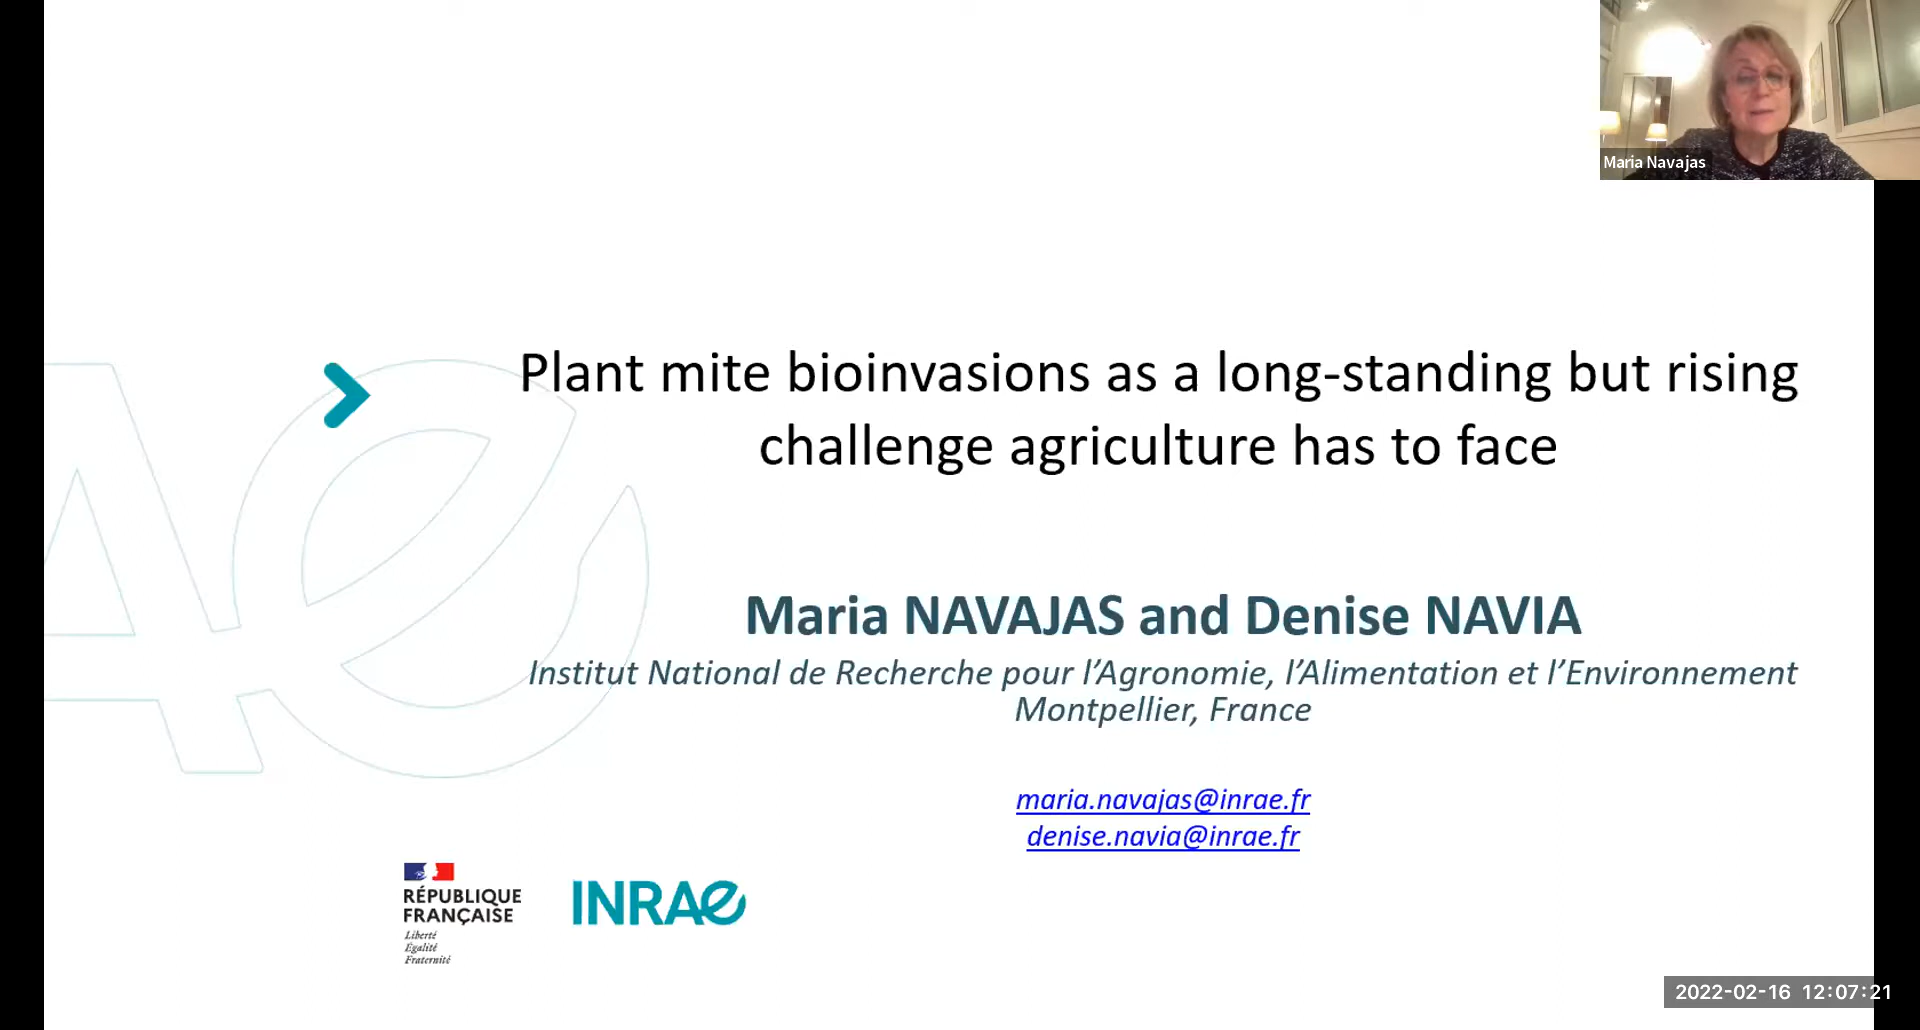 Maria Navajas
Plant mite bioinvasions as a long-standing but rising
challenge agriculture has to face
Maria NAVAJAS and Denise NAVIA
Institut National de Recherche pour l’Agronomie, l’Alimentation et l’Environnement
Montpellier, France
maria.navajas@inrae.fr
denise.navia@inrae.fr
RÉPUBLIQUE
FRANÇAISE
Liberté
Égalité
Fraternité
INRAE
2022-02-16 12:07:21